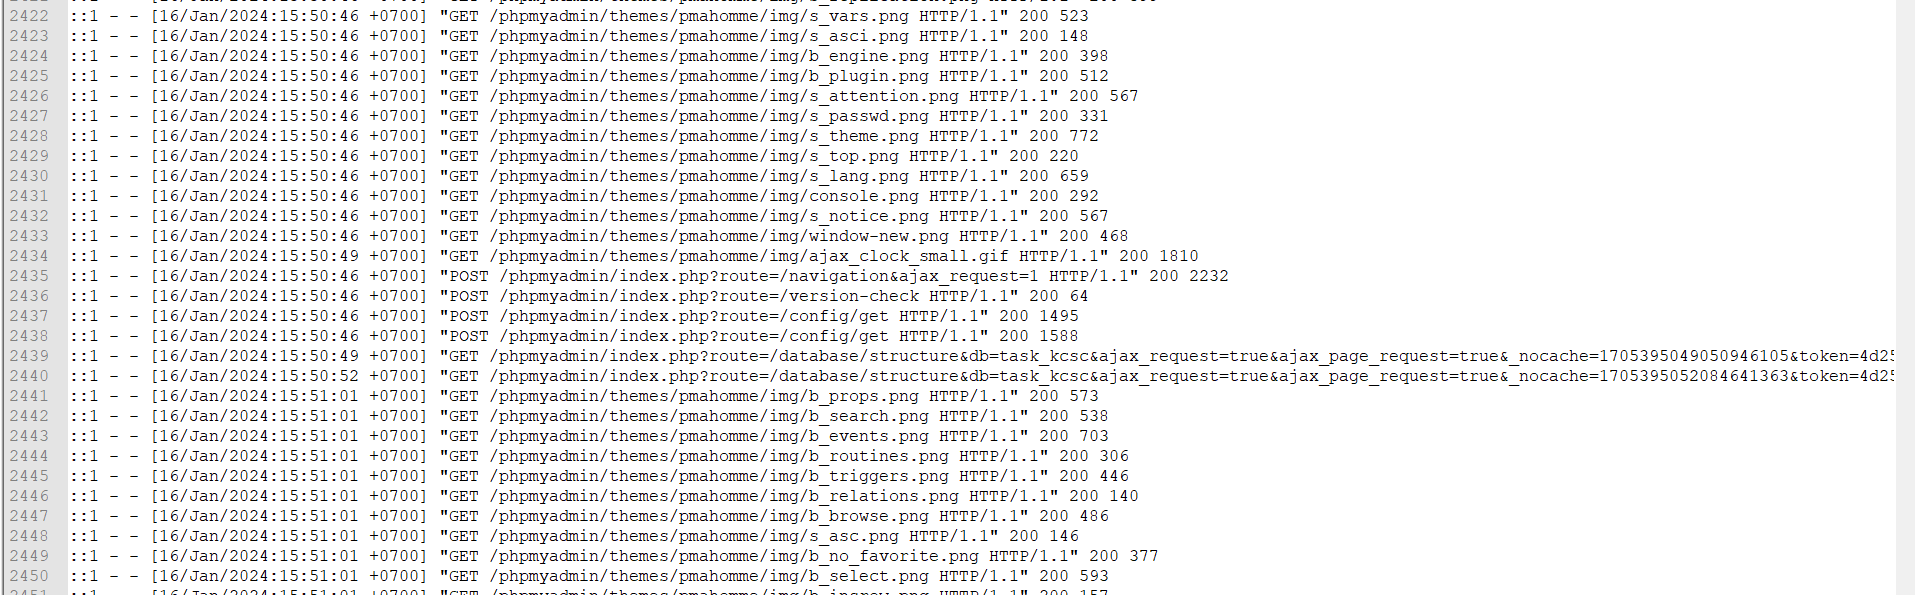 2422 ::1 - - [16/Jan/2024:15:50:46 +0700] "GET /phpmyadmin/themes/pmahomme/img/s_vars.png HTTP/1.1" 200 523
2423 ::1 - - [16/Jan/2024:15:50:46 +0700] "GET /phpmyadmin/themes/pmahomme/img/s_asci.png HTTP/1.1" 200 148
2424 ::1 - - [16/Jan/2024:15:50:46 +0700] "GET /phpmyadmin/themes/pmahomme/img/b_engine.png HTTP/1.1" 200 398
2425 ::1 - - [16/Jan/2024:15:50:46 +0700] "GET /phpmyadmin/themes/pmahomme/img/b_plugin.png HTTP/1.1" 200 512
2426 ::1 - - [16/Jan/2024:15:50:46 +0700] "GET /phpmyadmin/themes/pmahomme/img/s_attention.png HTTP/1.1" 200 567
2427 ::1 - - [16/Jan/2024:15:50:46 +0700] "GET /phpmyadmin/themes/pmahomme/img/s_passwd.png HTTP/1.1" 200 331
2428 ::1 - - [16/Jan/2024:15:50:46 +0700] "GET /phpmyadmin/themes/pmahomme/img/s_theme.png HTTP/1.1" 200 772
2429 ::1 - - [16/Jan/2024:15:50:46 +0700] "GET /phpmyadmin/themes/pmahomme/img/s_top.png HTTP/1.1" 200 220
2430 ::1 - - [16/Jan/2024:15:50:46 +0700] "GET /phpmyadmin/themes/pmahomme/img/s_lang.png HTTP/1.1" 200 659
2431 ::1 - - [16/Jan/2024:15:50:46 +0700] "GET /phpmyadmin/themes/pmahomme/img/console.png HTTP/1.1" 200 292
2432 ::1 - - [16/Jan/2024:15:50:46 +0700] "GET /phpmyadmin/themes/pmahomme/img/s_notice.png HTTP/1.1" 200 567
2433 ::1 - - [16/Jan/2024:15:50:46 +0700] "GET /phpmyadmin/themes/pmahomme/img/window-new.png HTTP/1.1" 200 468
2434 ::1 - - [16/Jan/2024:15:50:49 +0700] "GET /phpmyadmin/themes/pmahomme/img/ajax_clock_small.gif HTTP/1.1" 200 1810
2435 ::1 - - [16/Jan/2024:15:50:46 +0700] "POST /phpmyadmin/index.php?route=/navigation&ajax_request=1 HTTP/1.1" 200 2232
2436 ::1 - - [16/Jan/2024:15:50:46 +0700] "POST /phpmyadmin/index.php?route=/version-check HTTP/1.1" 200 64
2437 ::1 - - [16/Jan/2024:15:50:46 +0700] "POST /phpmyadmin/index.php?route=/config/get HTTP/1.1" 200 1495
2438 ::1 - - [16/Jan/2024:15:50:46 +0700] "POST /phpmyadmin/index.php?route=/config/get HTTP/1.1" 200 1588
2439 ::1 - - [16/Jan/2024:15:50:49 +0700] "GET /phpmyadmin/index.php?route=/database/structure&db=task_kcsc&ajax_request=true&ajax_page_request=true&_nocache=1705395049050946105&token=4d25
2440 ::1 - - [16/Jan/2024:15:50:52 +0700] "GET /phpmyadmin/index.php?route=/database/structure&db=task_kcsc&ajax_request=true&ajax_page_request=true&_nocache=1705395052084641363&token=4d25
2441 ::1 - - [16/Jan/2024:15:51:01 +0700] "GET /phpmyadmin/themes/pmahomme/img/b_props.png HTTP/1.1" 200 573
2442 ::1 - - [16/Jan/2024:15:51:01 +0700] "GET /phpmyadmin/themes/pmahomme/img/b_search.png HTTP/1.1" 200 538
2443 ::1 - - [16/Jan/2024:15:51:01 +0700] "GET /phpmyadmin/themes/pmahomme/img/b_events.png HTTP/1.1" 200 703
2444 ::1 - - [16/Jan/2024:15:51:01 +0700] "GET /phpmyadmin/themes/pmahomme/img/b_routines.png HTTP/1.1" 200 306
2445 ::1 - - [16/Jan/2024:15:51:01 +0700] "GET /phpmyadmin/themes/pmahomme/img/b_triggers.png HTTP/1.1" 200 446
2446 ::1 - - [16/Jan/2024:15:51:01 +0700] "GET /phpmyadmin/themes/pmahomme/img/b_relations.png HTTP/1.1" 200 140
2447 ::1 - - [16/Jan/2024:15:51:01 +0700] "GET /phpmyadmin/themes/pmahomme/img/b_browse.png HTTP/1.1" 200 486
2448 ::1 - - [16/Jan/2024:15:51:01 +0700] "GET /phpmyadmin/themes/pmahomme/img/s_asc.png HTTP/1.1" 200 146
2449 ::1 - - [16/Jan/2024:15:51:01 +0700] "GET /phpmyadmin/themes/pmahomme/img/b_no_favorite.png HTTP/1.1" 200 377
2450 ::1 - - [16/Jan/2024:15:51:01 +0700] "GET /phpmyadmin/themes/pmahomme/img/b_select.png HTTP/1.1" 200 593